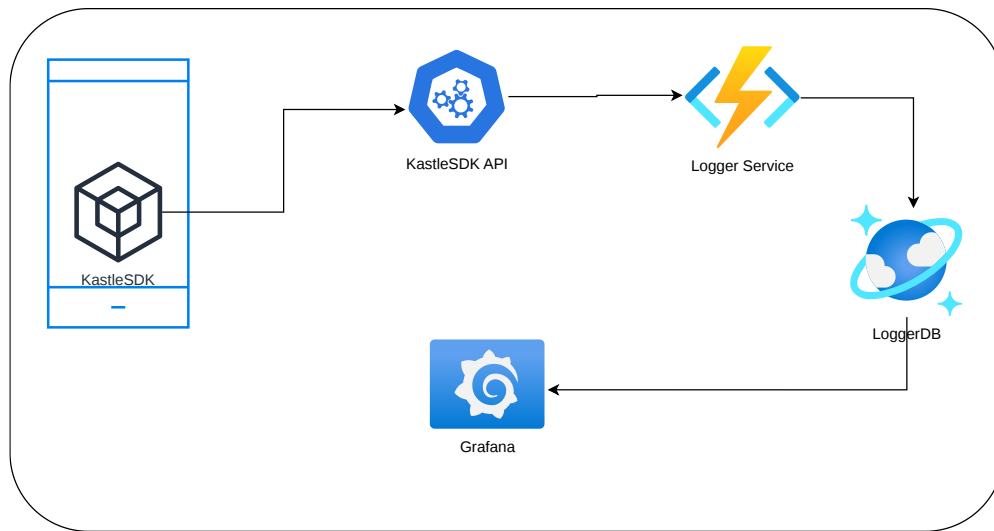 KastleSDK
KastleSDK API
Logger Service
LoggerDB
Grafana